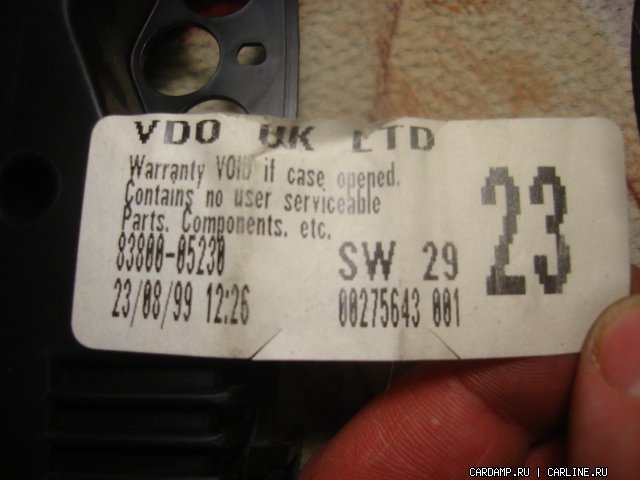 VDO UK LTD
Warranty VOID if case opened.
Contains no user serviceable
Parts. Components. etc.
83800-05230
SW 29
23
23/08/99 12:26
00275643 001
CARDAMP.RU | CARLINE.RU